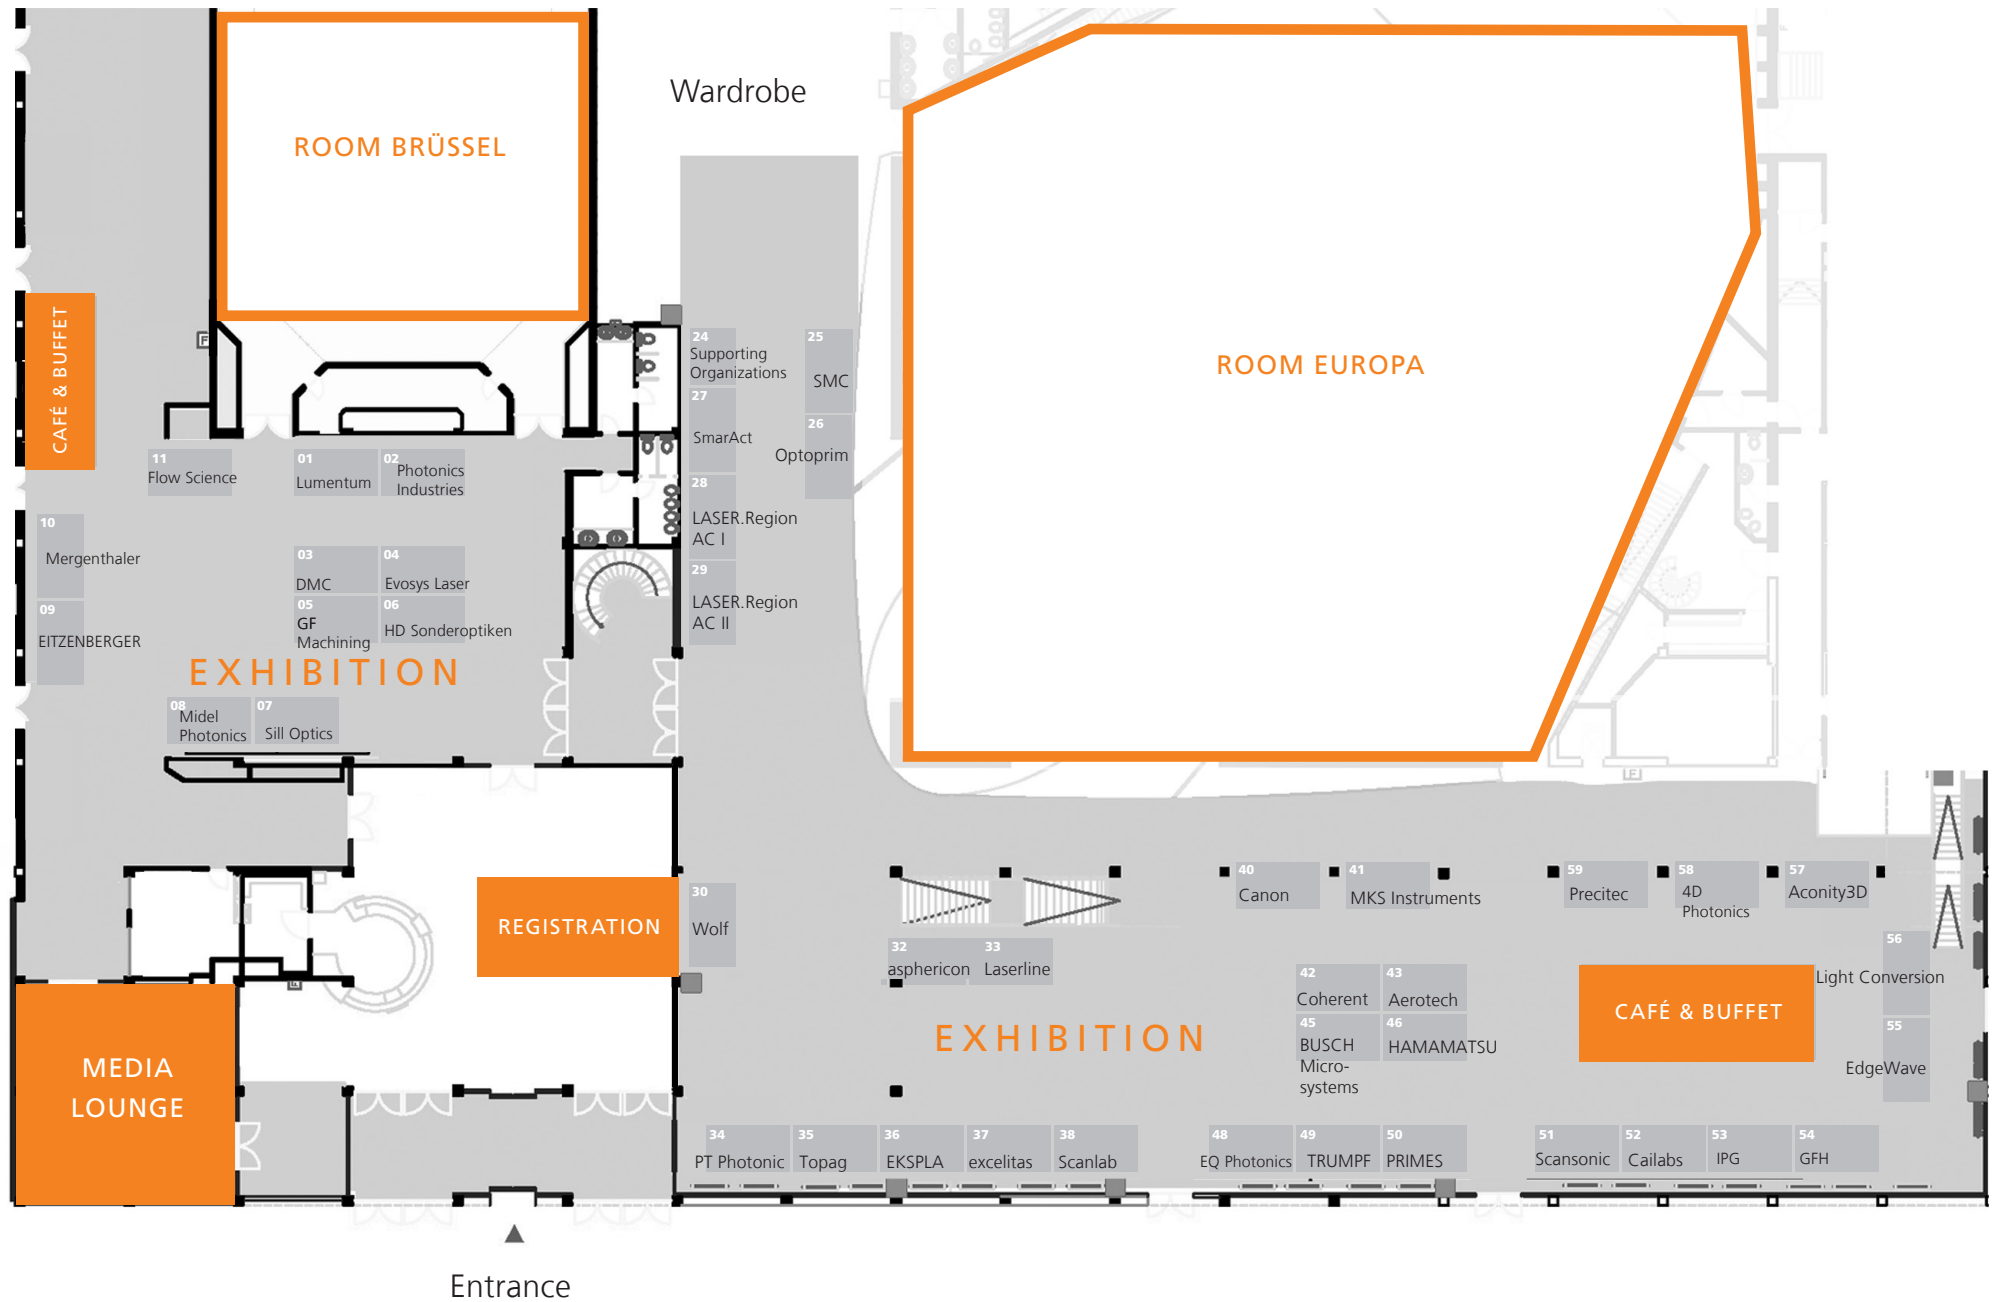 Wardrobe
ROOM BRÜSSEL
ROOM EUROPA
CAFÉ & BUFFET
24
Supporting
Organizations
25
SMC
27
SmarAct
26
Optoprim
28
LASER.Region
AC I
29
LASER.Region
AC II
11
Flow Science
01
Lumentum
02
Photonics
Industries
10
Mergenthaler
09
EITZENBERGER
03
DMC
04
Evosys Laser
05
GF
Machining
06
HD Sonderoptiken
EXHIBITION
08
Midel
Photonics
07
Sill Optics
REGISTRATION
30
Wolf
MEDIA
LOUNGE
32
asphericon
33
Laserline
40
Canon
41
MKS Instruments
59
Precitec
58
4D
Photonics
57
Aconity3D
56
Light Conversion
55
EdgeWave
42
Coherent
43
Aerotech
45
BUSCH
Micro-
systems
46
HAMAMATSU
CAFÉ & BUFFET
EXHIBITION
34
PT Photonic
35
Topag
36
EKSPLA
37
excelitas
38
Scanlab
48
EQ Photonics
49
TRUMPF
50
PRIMES
51
Scansonic
52
Cailabs
53
IPG
54
GFH
F
F
F
Entrance